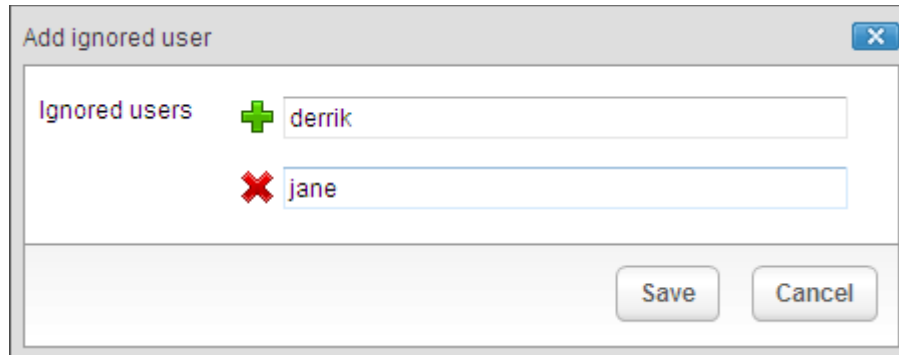 Add ignored user
Ignored users
derrik
jane
Save
Cancel